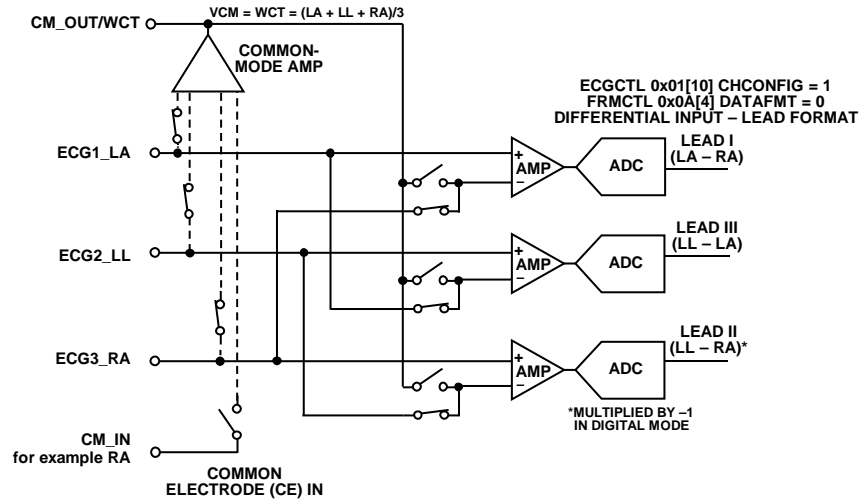 CM_OUT/WCT
VCM = WCT = (LA + LL + RA)/3
COMMON-
MODE AMP
ECGCTL 0x01[10] CHCONFIG = 1
FRMCTL 0x0A[4] DATAFMT = 0
DIFFERENTIAL INPUT – LEAD FORMAT
ECG1_LA
+
AMP
–
ADC
LEAD I
(LA – RA)
ECG2_LL
+
AMP
–
ADC
LEAD III
(LL – LA)
ECG3_RA
+
AMP
–
ADC
LEAD II
(LL – RA)*
*MULTIPLIED BY –1
IN DIGITAL MODE
CM_IN
for example RA
COMMON
ELECTRODE (CE) IN